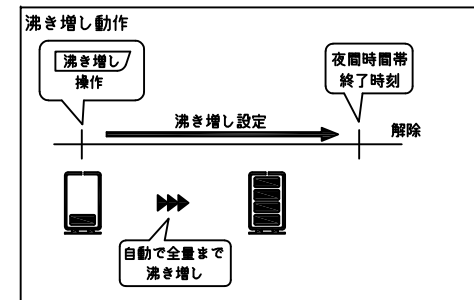 沸き増し動作
沸き増し
操作
夜間時間帯
終了時刻
沸き増し設定
解除
自動で全量まで
沸き増し